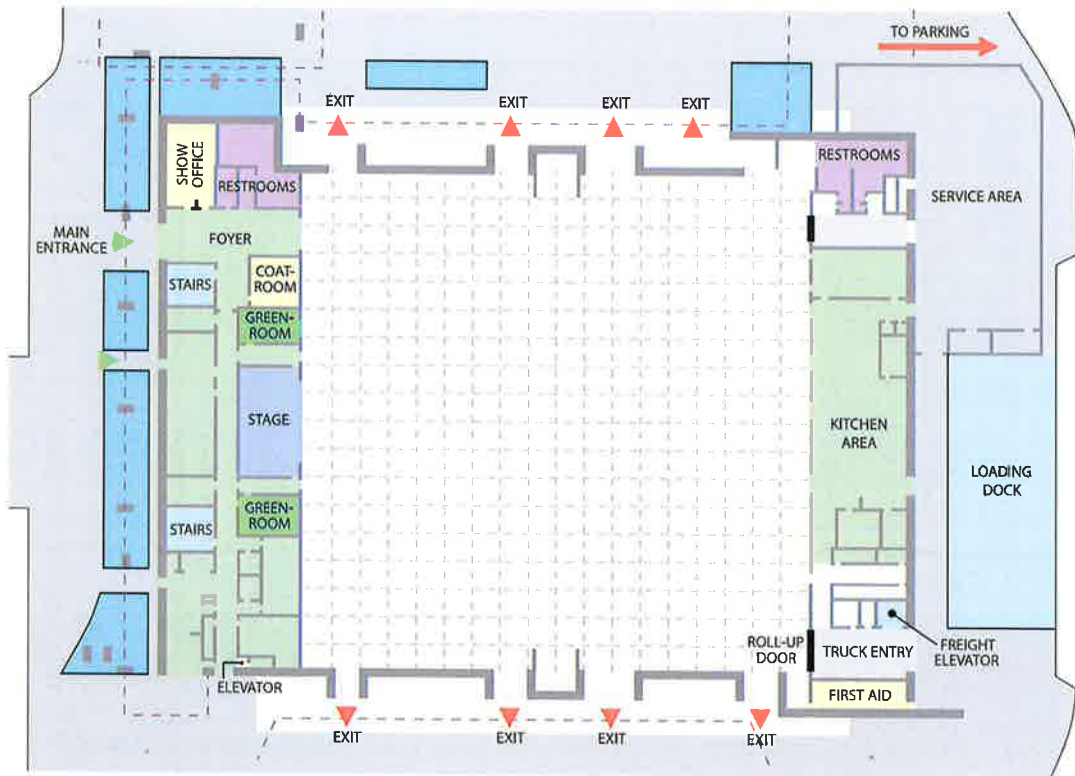 TO PARKING
EXIT
EXIT
EXIT
EXIT
SHOW
OFFICE
RESTROOMS
RESTROOMS
SERVICE AREA
MAIN
ENTRANCE
FOYER
STAIRS
COAT-
ROOM
GREEN-
ROOM
STAGE
KITCHEN
AREA
LOADING
DOCK
GREEN-
ROOM
STAIRS
ROLL-UP
DOOR
TRUCK ENTRY
FREIGHT
ELEVATOR
ELEVATOR
FIRST AID
EXIT
EXIT
EXIT
EXIT